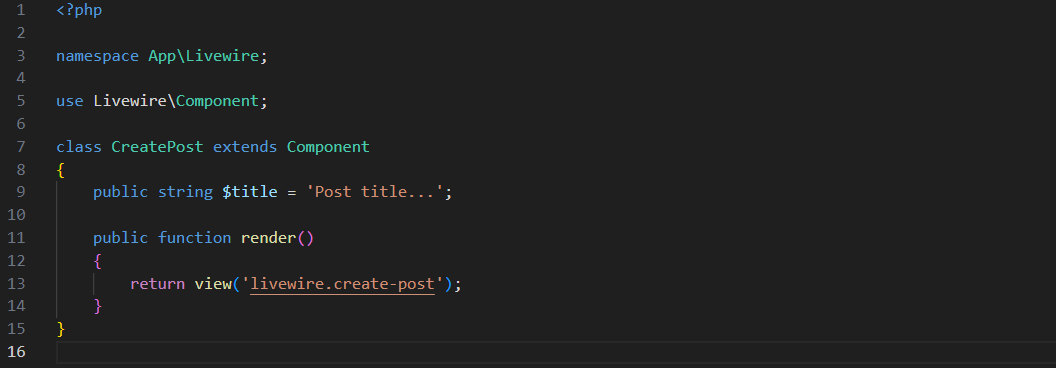 1 <?php
2
3 namespace App\Livewire;
4
5 use Livewire\Component;
6
7 class CreatePost extends Component
8 {
9     public string $title = 'Post title...';
10
11     public function render()
12     {
13         return view('livewire.create-post');
14     }
15 }
16